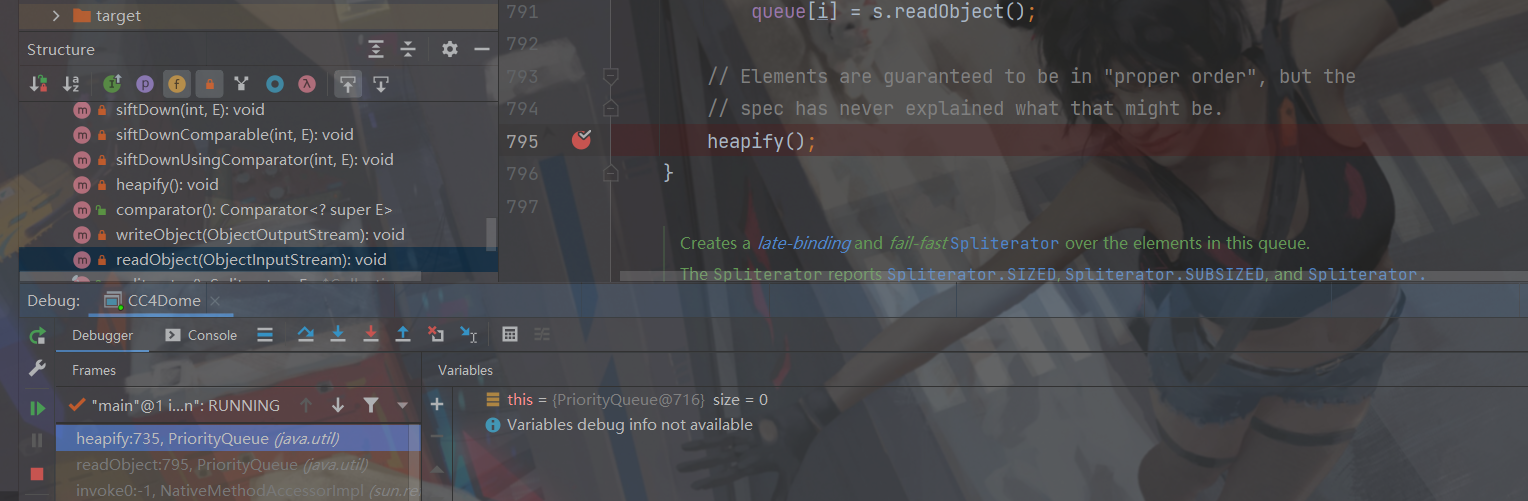 target
Structure
siftDown(int, E): void
siftDownComparable(int, E): void
siftDownUsingComparator(int, E): void
heapify(): void
comparator(): Comparator<? super E>
writeObject(ObjectOutputStream): void
readObject(ObjectInputStream): void
791 queue[i] = s.readObject();
792
793 // Elements are guaranteed to be in "proper order", but the
794 // spec has never explained what that might be.
795 heapify();
796 }
797
Creates a late-binding and fail-fast Spliterator over the elements in this queue.
The Spliterator reports Spliterator.SIZED, Spliterator.SUBSIZED, and Spliterator.
Debug: CC4Dome
Debugger Console
Frames
"main"@1 i...n": RUNNING
heapify:735, PriorityQueue (java.util)
readObject:795, PriorityQueue (java.util)
invoke0:-1, NativeMethodAccessorImpl (sun.re
Variables
this = {PriorityQueue@716} size = 0
Variables debug info not available